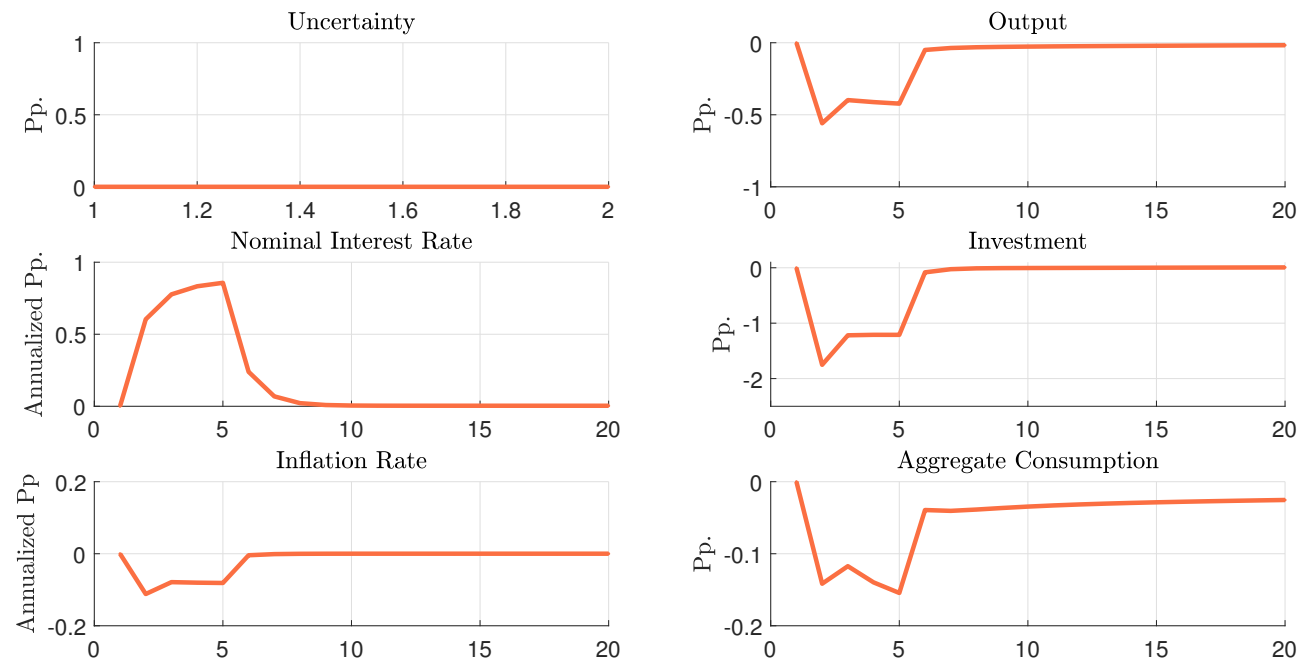 Uncertainty
Pp.
1
0.5
0
1 1.2 1.4 1.6 1.8 2
Output
Pp.
0
-0.5
-1
0 5 10 15 20
Nominal Interest Rate
Annualized Pp.
1
0.5
0
0 5 10 15 20
Investment
Pp.
0
-1
-2
0 5 10 15 20
Inflation Rate
Annualized Pp
0.2
0
-0.2
0 5 10 15 20
Aggregate Consumption
Pp.
0
-0.1
-0.2
0 5 10 15 20